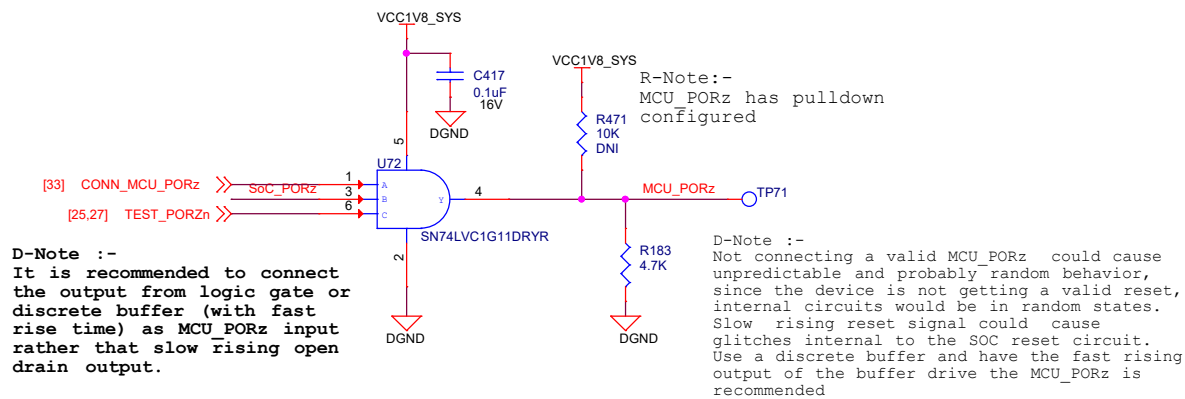 VCC1V8_SYS
C417
0.1uF
16V
DGND
VCC1V8_SYS
R-Note:-
MCU_PORz has pulldown
configured
R471
10K
DNI
5
U72
[33] CONN_MCU_PORz
1
A
SoC_PORz
3
B
[25,27] TEST_PORZn
6
C
Y
4
MCU_PORz
TP71
SN74LVC1G11DRYR
2
DGND
R183
4.7K
DGND
D-Note :-
It is recommended to connect
the output from logic gate or
discrete buffer (with fast
rise time) as MCU_PORz input
rather that slow rising open
drain output.
D-Note :-
Not connecting a valid MCU_PORz could cause
unpredictable and probably random behavior,
since the device is not getting a valid reset,
internal circuits would be in random states.
Slow rising reset signal could cause
glitches internal to the SOC reset circuit.
Use a discrete buffer and have the fast rising
output of the buffer drive the MCU_PORz is
recommended